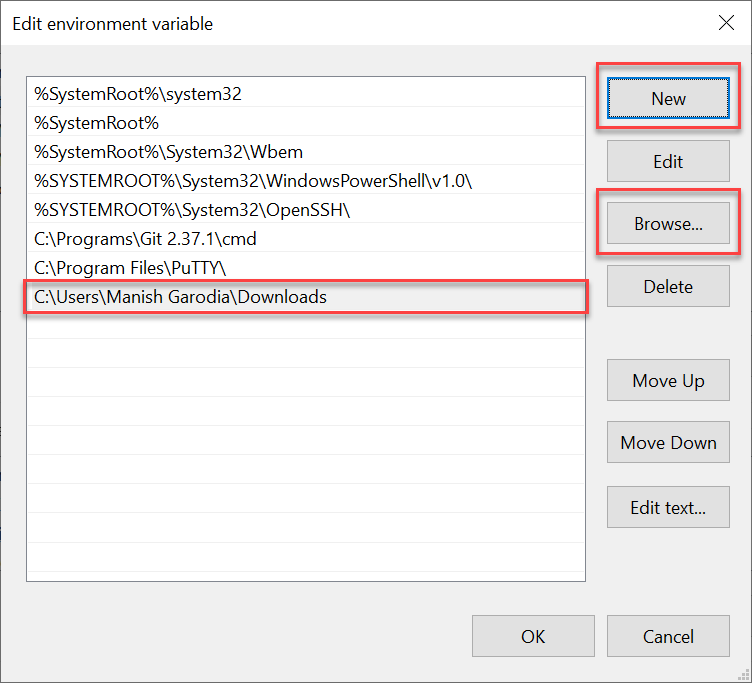 Edit environment variable
%SystemRoot%\system32
%SystemRoot%
%SystemRoot%\System32\Wbem
%SYSTEMROOT%\System32\WindowsPowerShell\v1.0\
%SYSTEMROOT%\System32\OpenSSH\
C:\Programs\Git 2.37.1\cmd
C:\Program Files\PuTTY\
C:\Users\Manish Garodia\Downloads
New
Edit
Browse...
Delete
Move Up
Move Down
Edit text...
OK
Cancel